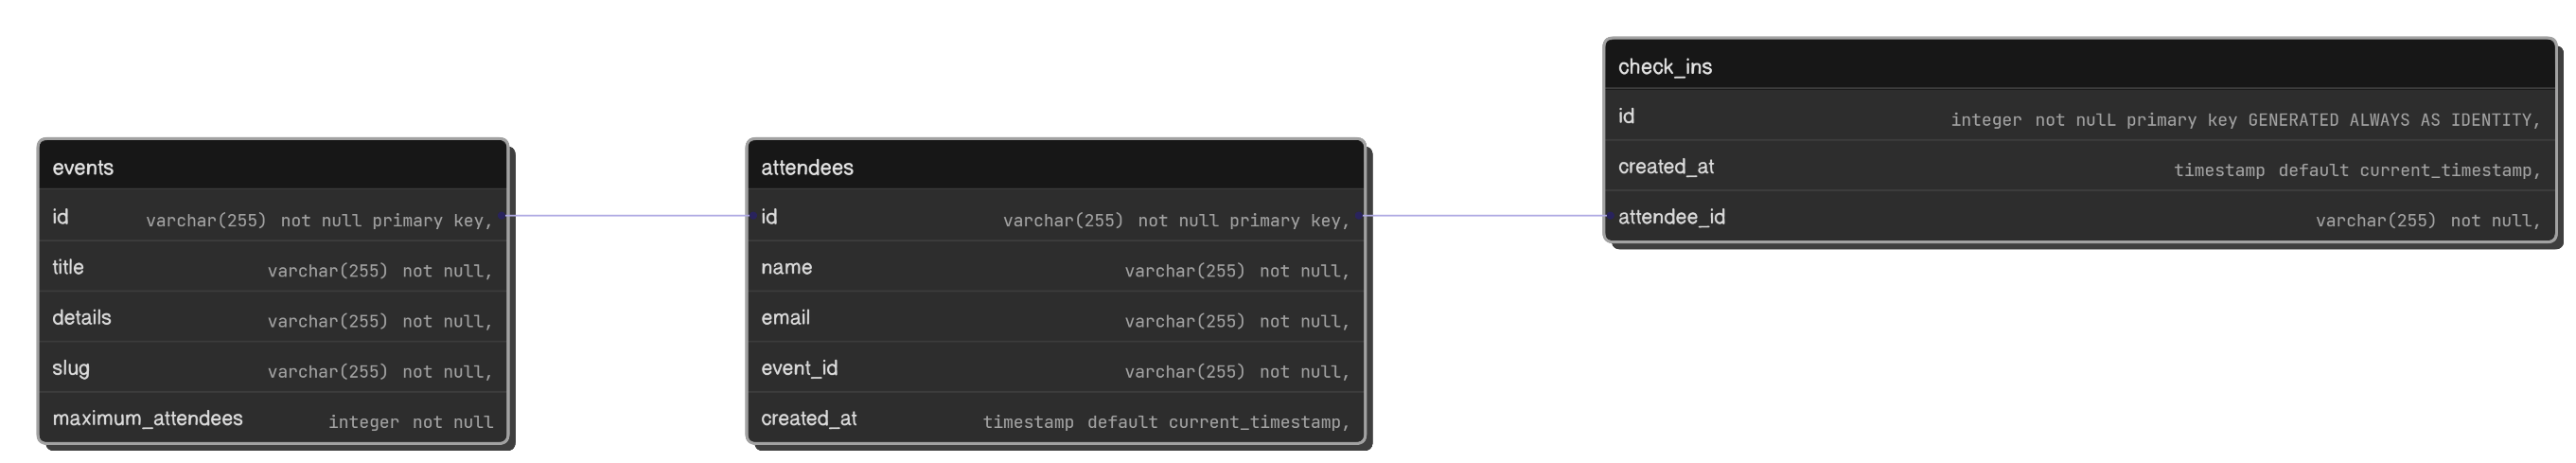 events
id varchar(255) not null primary key,
title varchar(255) not null,
details varchar(255) not null,
slug varchar(255) not null,
maximum_attendees integer not null
attendees
id varchar(255) not null primary key,
name varchar(255) not null,
email varchar(255) not null,
event_id varchar(255) not null,
created_at timestamp default current_timestamp,
check_ins
id integer not nulL primary key GENERATED ALWAYS AS IDENTITY,
created_at timestamp default current_timestamp,
attendee_id varchar(255) not null,